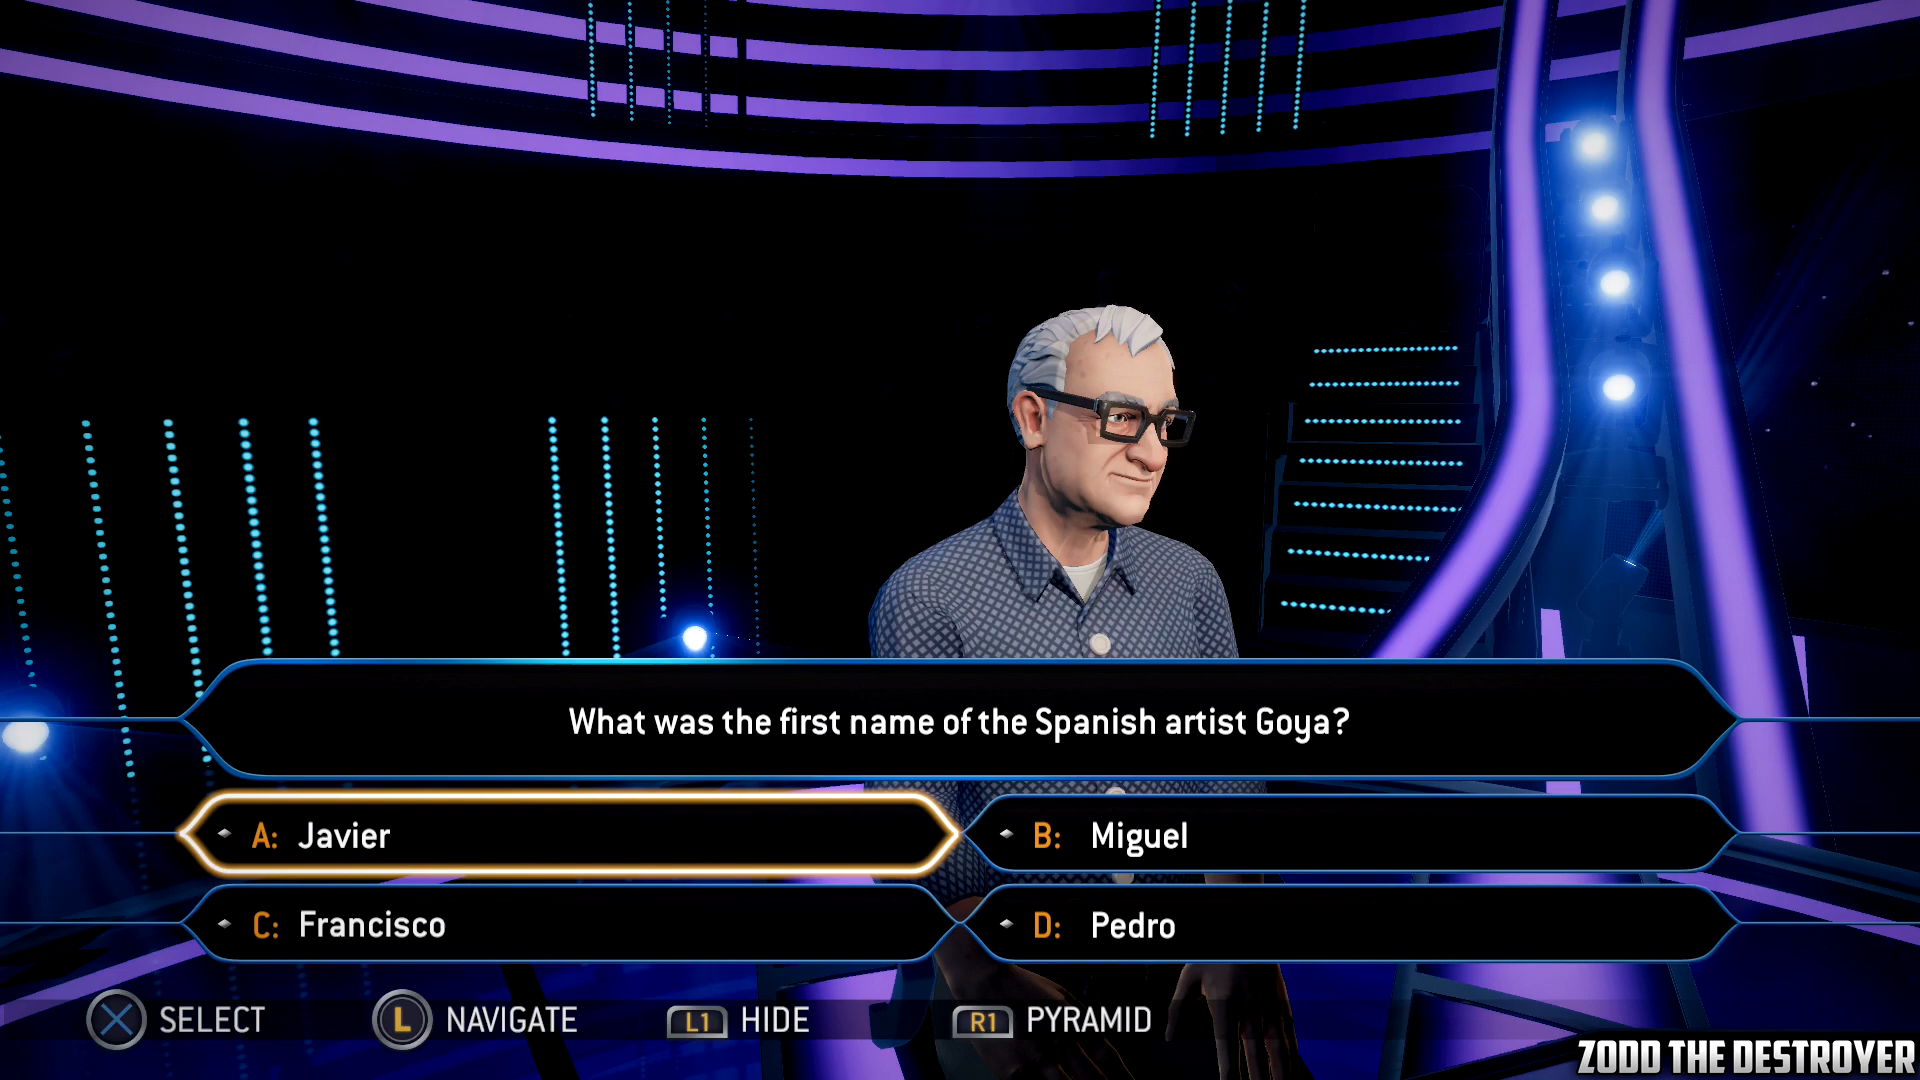 What was the first name of the Spanish artist Goya?
A: Javier
B: Miguel
C: Francisco
D: Pedro
SELECT
L NAVIGATE
L1 HIDE
R1 PYRAMID
ZODD THE DESTROYER